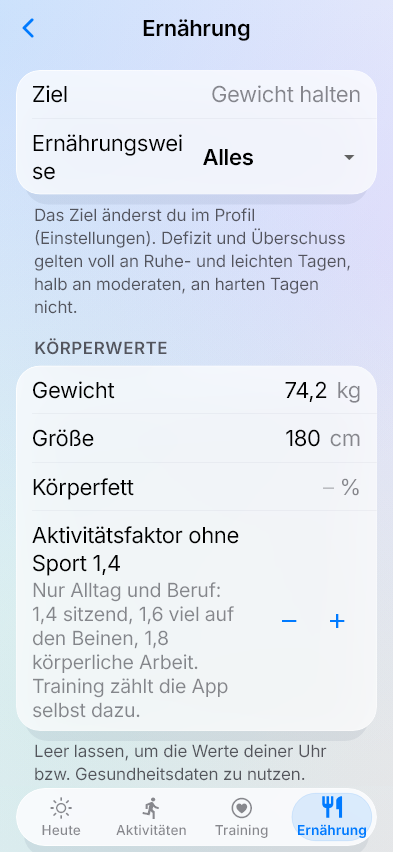 Ernährung
Ziel Gewicht halten
Ernährungswei
se
Alles
Das Ziel änderst du im Profil
(Einstellungen). Defizit und Überschuss
gelten voll an Ruhe- und leichten Tagen,
halb an moderaten, an harten Tagen
nicht.
KÖRPERWERTE
Gewicht 74,2 kg
Größe 180 cm
Körperfett – %
Aktivitätsfaktor ohne
Sport 1,4
Nur Alltag und Beruf:
1,4 sitzend, 1,6 viel auf
den Beinen, 1,8
körperliche Arbeit.
Training zählt die App
selbst dazu.
− +
Leer lassen, um die Werte deiner Uhr
bzw. Gesundheitsdaten zu nutzen.
Heute Aktivitäten Training Ernährung